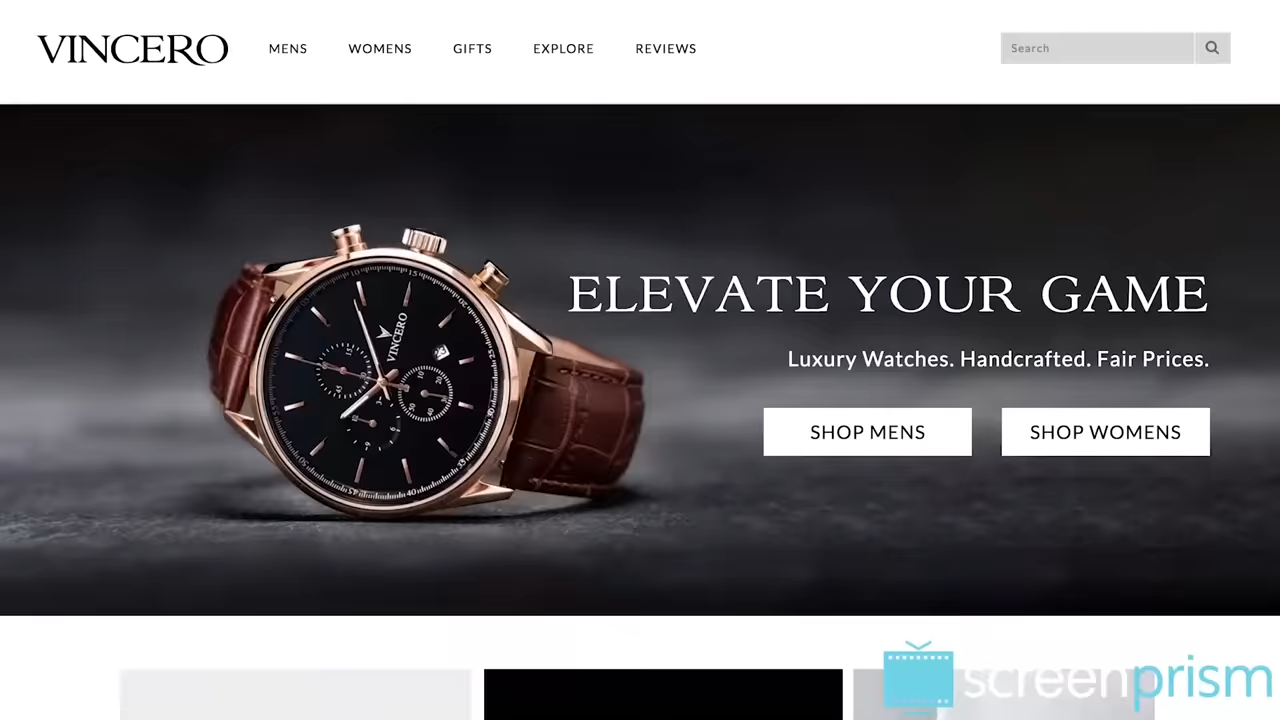 VINCERO
MENS
WOMENS
GIFTS
EXPLORE
REVIEWS
Search
VINCERO
ELEVATE YOUR GAME
Luxury Watches. Handcrafted. Fair Prices.
SHOP MENS
SHOP WOMENS
screenprism